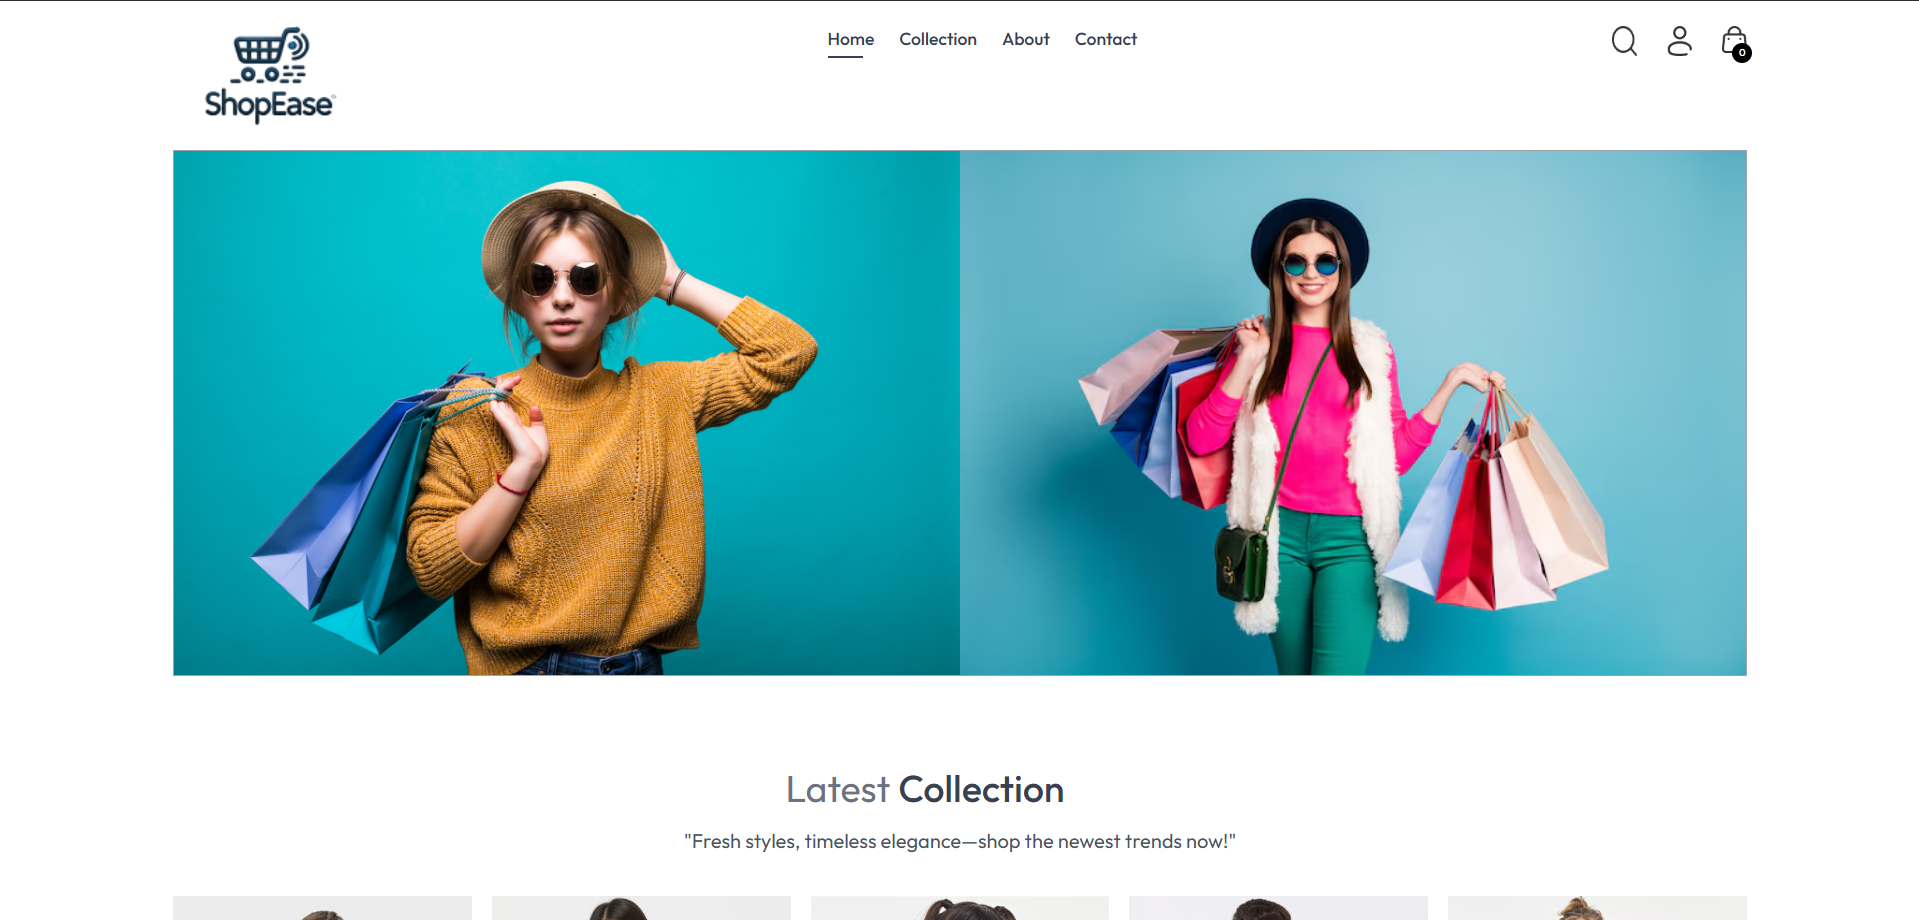 ShopEase
Home Collection About Contact
0
Latest Collection
"Fresh styles, timeless elegance—shop the newest trends now!"